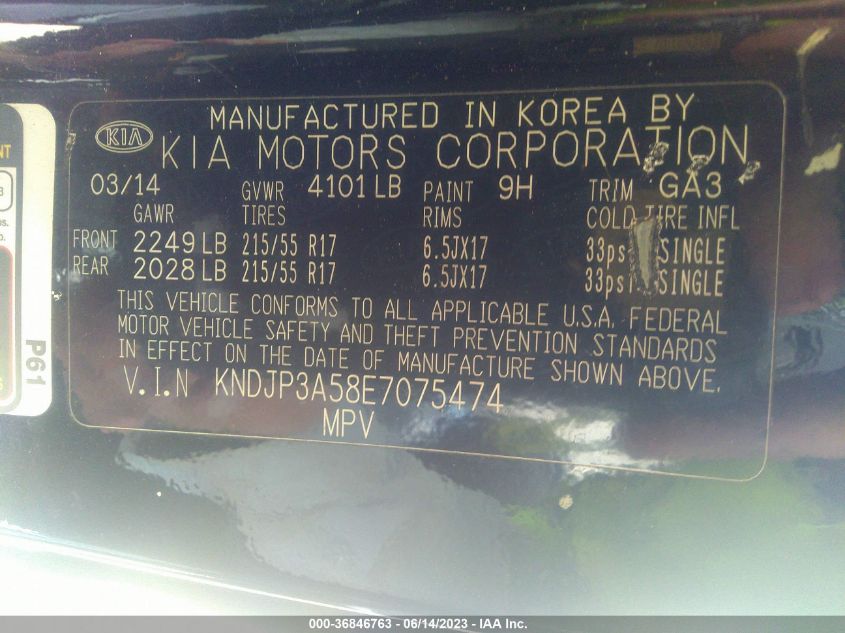 MANUFACTURED IN KOREA BY
KIA KIA MOTORS CORPORATION
03/14 GVWR 4101 LB PAINT 9H TRIM GA3
GAWR TIRES RIMS COLD TIRE INFL
FRONT 2249 LB 215/55 R17 6.5JX17 33psi SINGLE
REAR 2028 LB 215/55 R17 6.5JX17 33psi SINGLE
THIS VEHICLE CONFORMS TO ALL APPLICABLE U.S.A. FEDERAL
MOTOR VEHICLE SAFETY AND THEFT PREVENTION STANDARDS
IN EFFECT ON THE DATE OF MANUFACTURE SHOWN ABOVE.
V.I.N KNDJP3A58E7075474
MPV
P61
000-36846763 - 06/14/2023 - IAA Inc.